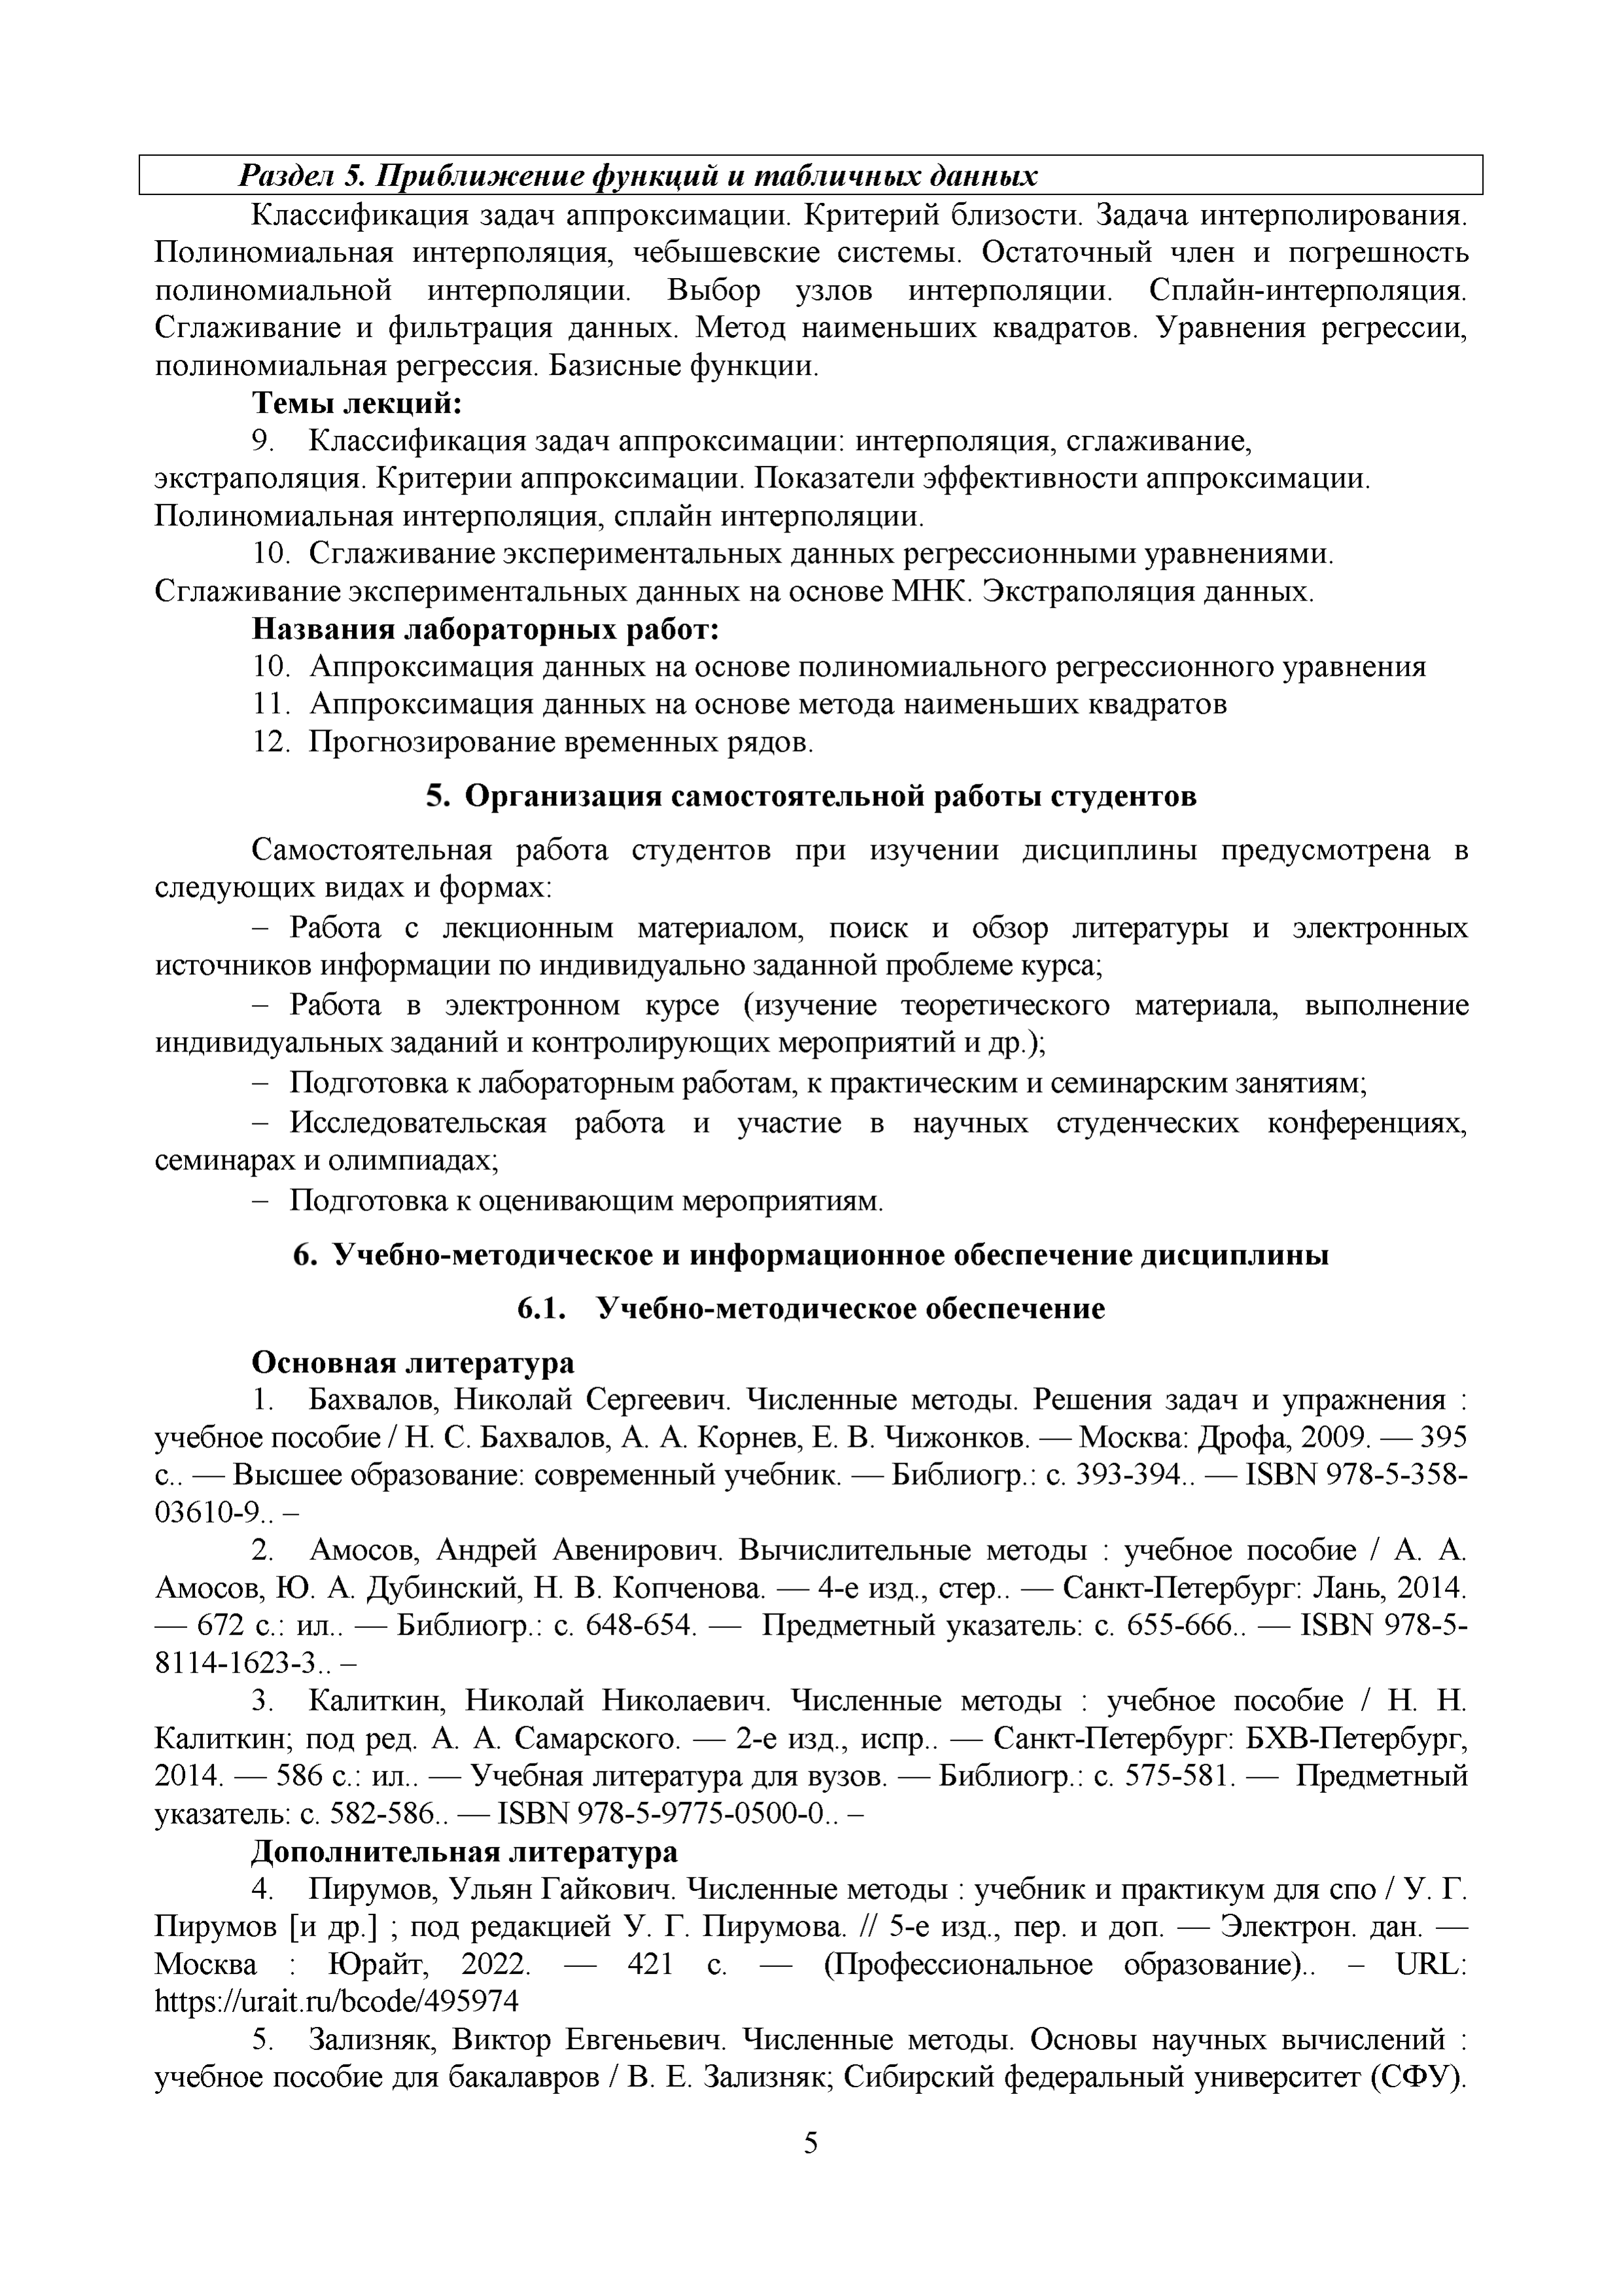 Раздел 5. Приближение функций и табличных данных
Классификация задач аппроксимации. Критерий близости. Задача интерполирования.
Полиномиальная интерполяция, чебышевские системы. Остаточный член и погрешность
полиномиальной интерполяции. Выбор узлов интерполяции. Сплайн-интерполяция.
Сглаживание и фильтрация данных. Метод наименьших квадратов. Уравнения регрессии,
полиномиальная регрессия. Базисные функции.
Темы лекций:
9. Классификация задач аппроксимации: интерполяция, сглаживание,
экстраполяция. Критерии аппроксимации. Показатели эффективности аппроксимации.
Полиномиальная интерполяция, сплайн интерполяции.
10. Сглаживание экспериментальных данных регрессионными уравнениями.
Сглаживание экспериментальных данных на основе МНК. Экстраполяция данных.
Названия лабораторных работ:
10. Аппроксимация данных на основе полиномиального регрессионного уравнения
11. Аппроксимация данных на основе метода наименьших квадратов
12. Прогнозирование временных рядов.
5. Организация самостоятельной работы студентов
Самостоятельная работа студентов при изучении дисциплины предусмотрена в
следующих видах и формах:
– Работа с лекционным материалом, поиск и обзор литературы и электронных
источников информации по индивидуально заданной проблеме курса;
– Работа в электронном курсе (изучение теоретического материала, выполнение
индивидуальных заданий и контролирующих мероприятий и др.);
– Подготовка к лабораторным работам, к практическим и семинарским занятиям;
– Исследовательская работа и участие в научных студенческих конференциях,
семинарах и олимпиадах;
– Подготовка к оценивающим мероприятиям.
6. Учебно-методическое и информационное обеспечение дисциплины
6.1. Учебно-методическое обеспечение
Основная литература
1. Бахвалов, Николай Сергеевич. Численные методы. Решения задач и упражнения :
учебное пособие / Н. С. Бахвалов, А. А. Корнев, Е. В. Чижонков. — Москва: Дрофа, 2009. — 395
с.. — Высшее образование: современный учебник. — Библиогр.: с. 393-394.. — ISBN 978-5-358-
03610-9.. –
2. Амосов, Андрей Авенирович. Вычислительные методы : учебное пособие / А. А.
Амосов, Ю. А. Дубинский, Н. В. Копченова. — 4-е изд., стер.. — Санкт-Петербург: Лань, 2014.
— 672 с.: ил.. — Библиогр.: с. 648-654. — Предметный указатель: с. 655-666.. — ISBN 978-5-
8114-1623-3.. –
3. Калиткин, Николай Николаевич. Численные методы : учебное пособие / Н. Н.
Калиткин; под ред. А. А. Самарского. — 2-е изд., испр.. — Санкт-Петербург: БХВ-Петербург,
2014. — 586 с.: ил.. — Учебная литература для вузов. — Библиогр.: с. 575-581. — Предметный
указатель: с. 582-586.. — ISBN 978-5-9775-0500-0.. –
Дополнительная литература
4. Пирумов, Ульян Гайкович. Численные методы : учебник и практикум для спо / У. Г.
Пирумов [и др.] ; под редакцией У. Г. Пирумова. // 5-е изд., пер. и доп. — Электрон. дан. —
Москва : Юрайт, 2022. — 421 с. — (Профессиональное образование).. – URL:
https://urait.ru/bcode/495974
5. Зализняк, Виктор Евгеньевич. Численные методы. Основы научных вычислений :
учебное пособие для бакалавров / В. Е. Зализняк; Сибирский федеральный университет (СФУ).
5